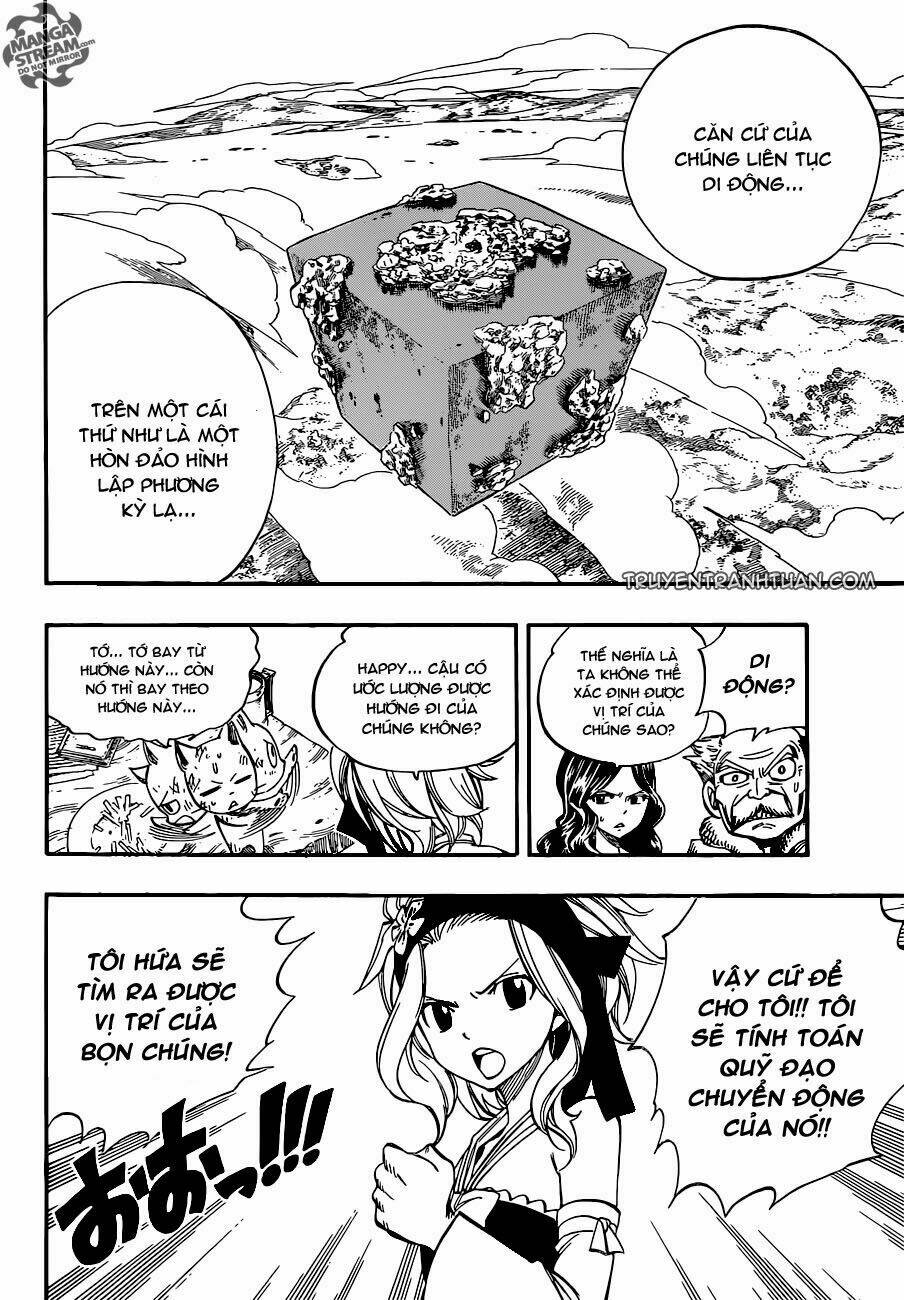 MANGA
STREAM.com
DO NOT MIRROR
CĂN CỨ CỦA
CHÚNG LIÊN TỤC
DI ĐỘNG...
TRÊN MỘT CÁI
THỨ NHƯ LÀ MỘT
HÒN ĐẢO HÌNH
LẬP PHƯƠNG
KỲ LẠ...
TRUYENTRANHTUAN.COM
DI
ĐỘNG?
THẾ NGHĨA LÀ
TA KHÔNG THỂ
XÁC ĐỊNH ĐƯỢC
VỊ TRÍ CỦA
CHÚNG SAO?
HAPPY... CẬU CÓ
ƯỚC LƯỢNG ĐƯỢC
HƯỚNG ĐI CỦA
CHÚNG KHÔNG?
TỚ... TỚ BAY TỪ
HƯỚNG NÀY... CÒN
NÓ THÌ BAY THEO
HƯỚNG NÀY...
VẬY CỨ ĐỂ
CHO TÔI!!! TÔI
SẼ TÍNH TOÁN
QUỸ ĐẠO
CHUYỂN ĐỘNG
CỦA NÓ!!
TÔI HỨA SẼ
TÌM RA ĐƯỢC
VỊ TRÍ CỦA
BỌN CHÚNG!
おおっ!!!